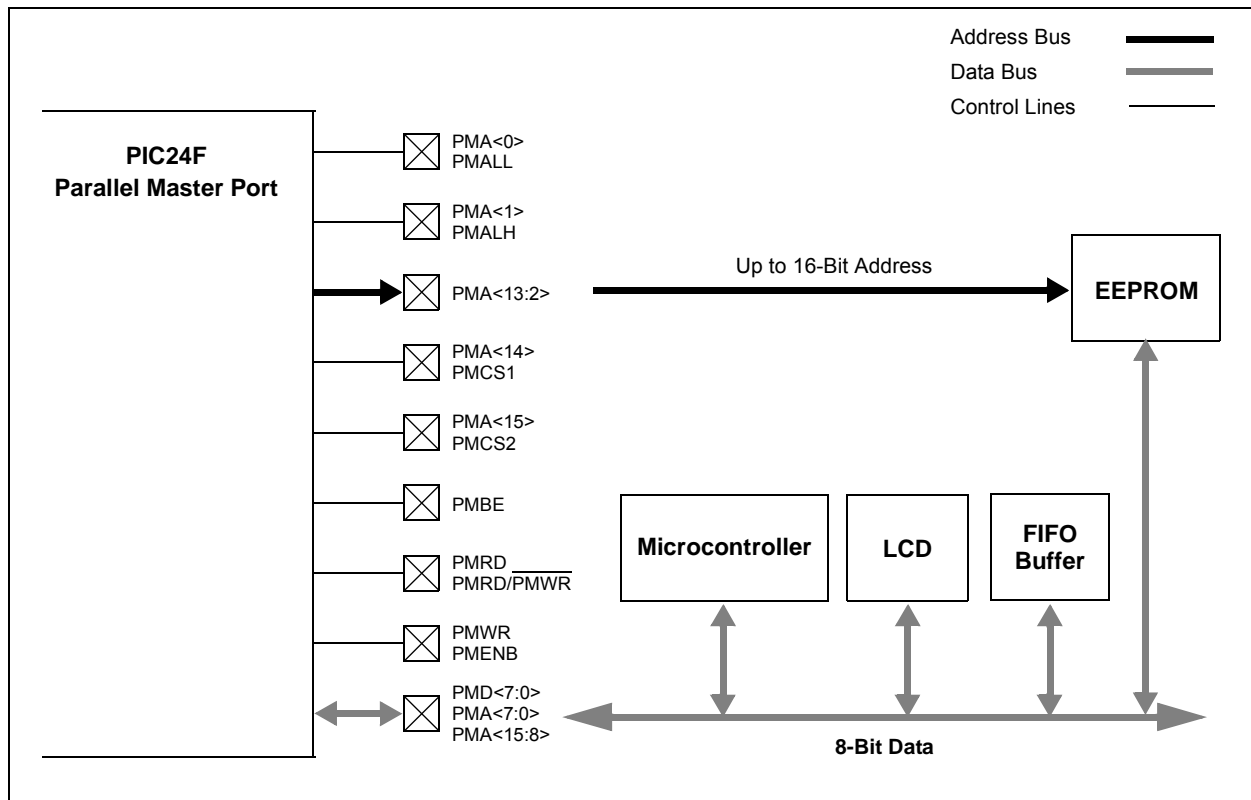 Address Bus
Data Bus
Control Lines
PIC24F
Parallel Master Port
PMA<0>
PMALL
PMA<1>
PMALH
PMA<13:2>
Up to 16-Bit Address
EEPROM
PMA<14>
PMCS1
PMA<15>
PMCS2
PMBE
Microcontroller
LCD
FIFO
Buffer
PMRD
PMRD/PMWR
PMWR
PMENB
PMD<7:0>
PMA<7:0>
PMA<15:8>
8-Bit Data